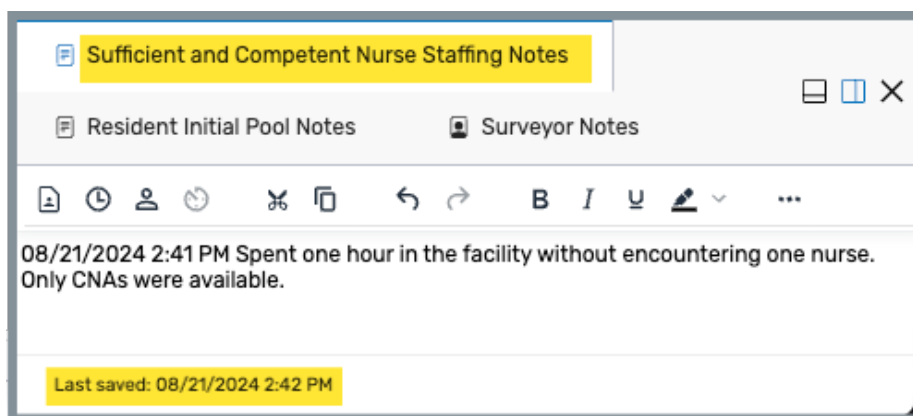 Sufficient and Competent Nurse Staffing Notes
Resident Initial Pool Notes
Surveyor Notes
B I U
08/21/2024 2:41 PM Spent one hour in the facility without encountering one nurse.
Only CNAs were available.
Last saved: 08/21/2024 2:42 PM